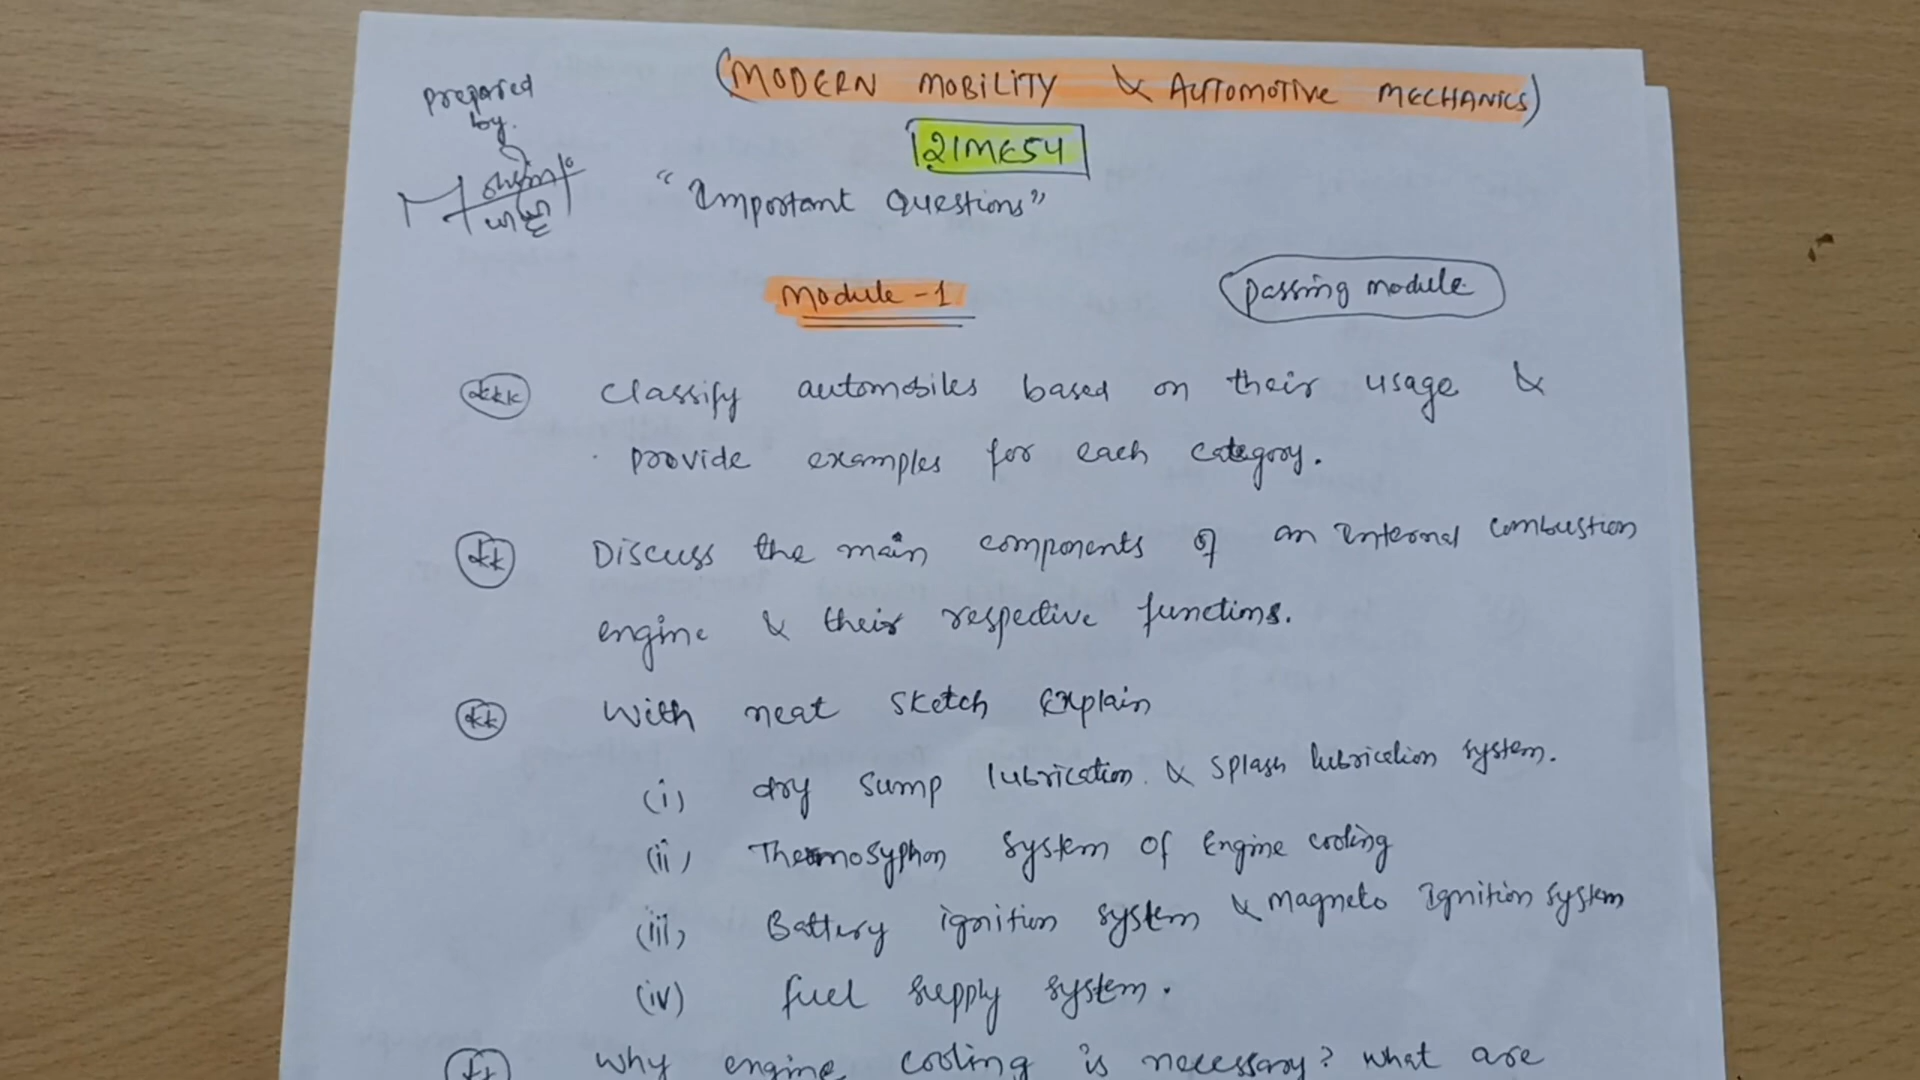 (MODERN MOBILITY & AUTOMOTIVE MECHANICS)
prepared
by.
21ME54
"Important Questions"
Module-1
passing module
Classify automobiles based on their usage &
provide examples for each category.
Discuss the main components of an Internal combustion
engine & their respective functions.
With neat sketch explain
(i) dry sump lubrication & splash lubrication system.
(ii) Thermosyphon system of Engine cooling
(iii) Battery ignition system & magneto Ignition system
(iv) fuel supply system.
Why engine cooling is necessary? what are